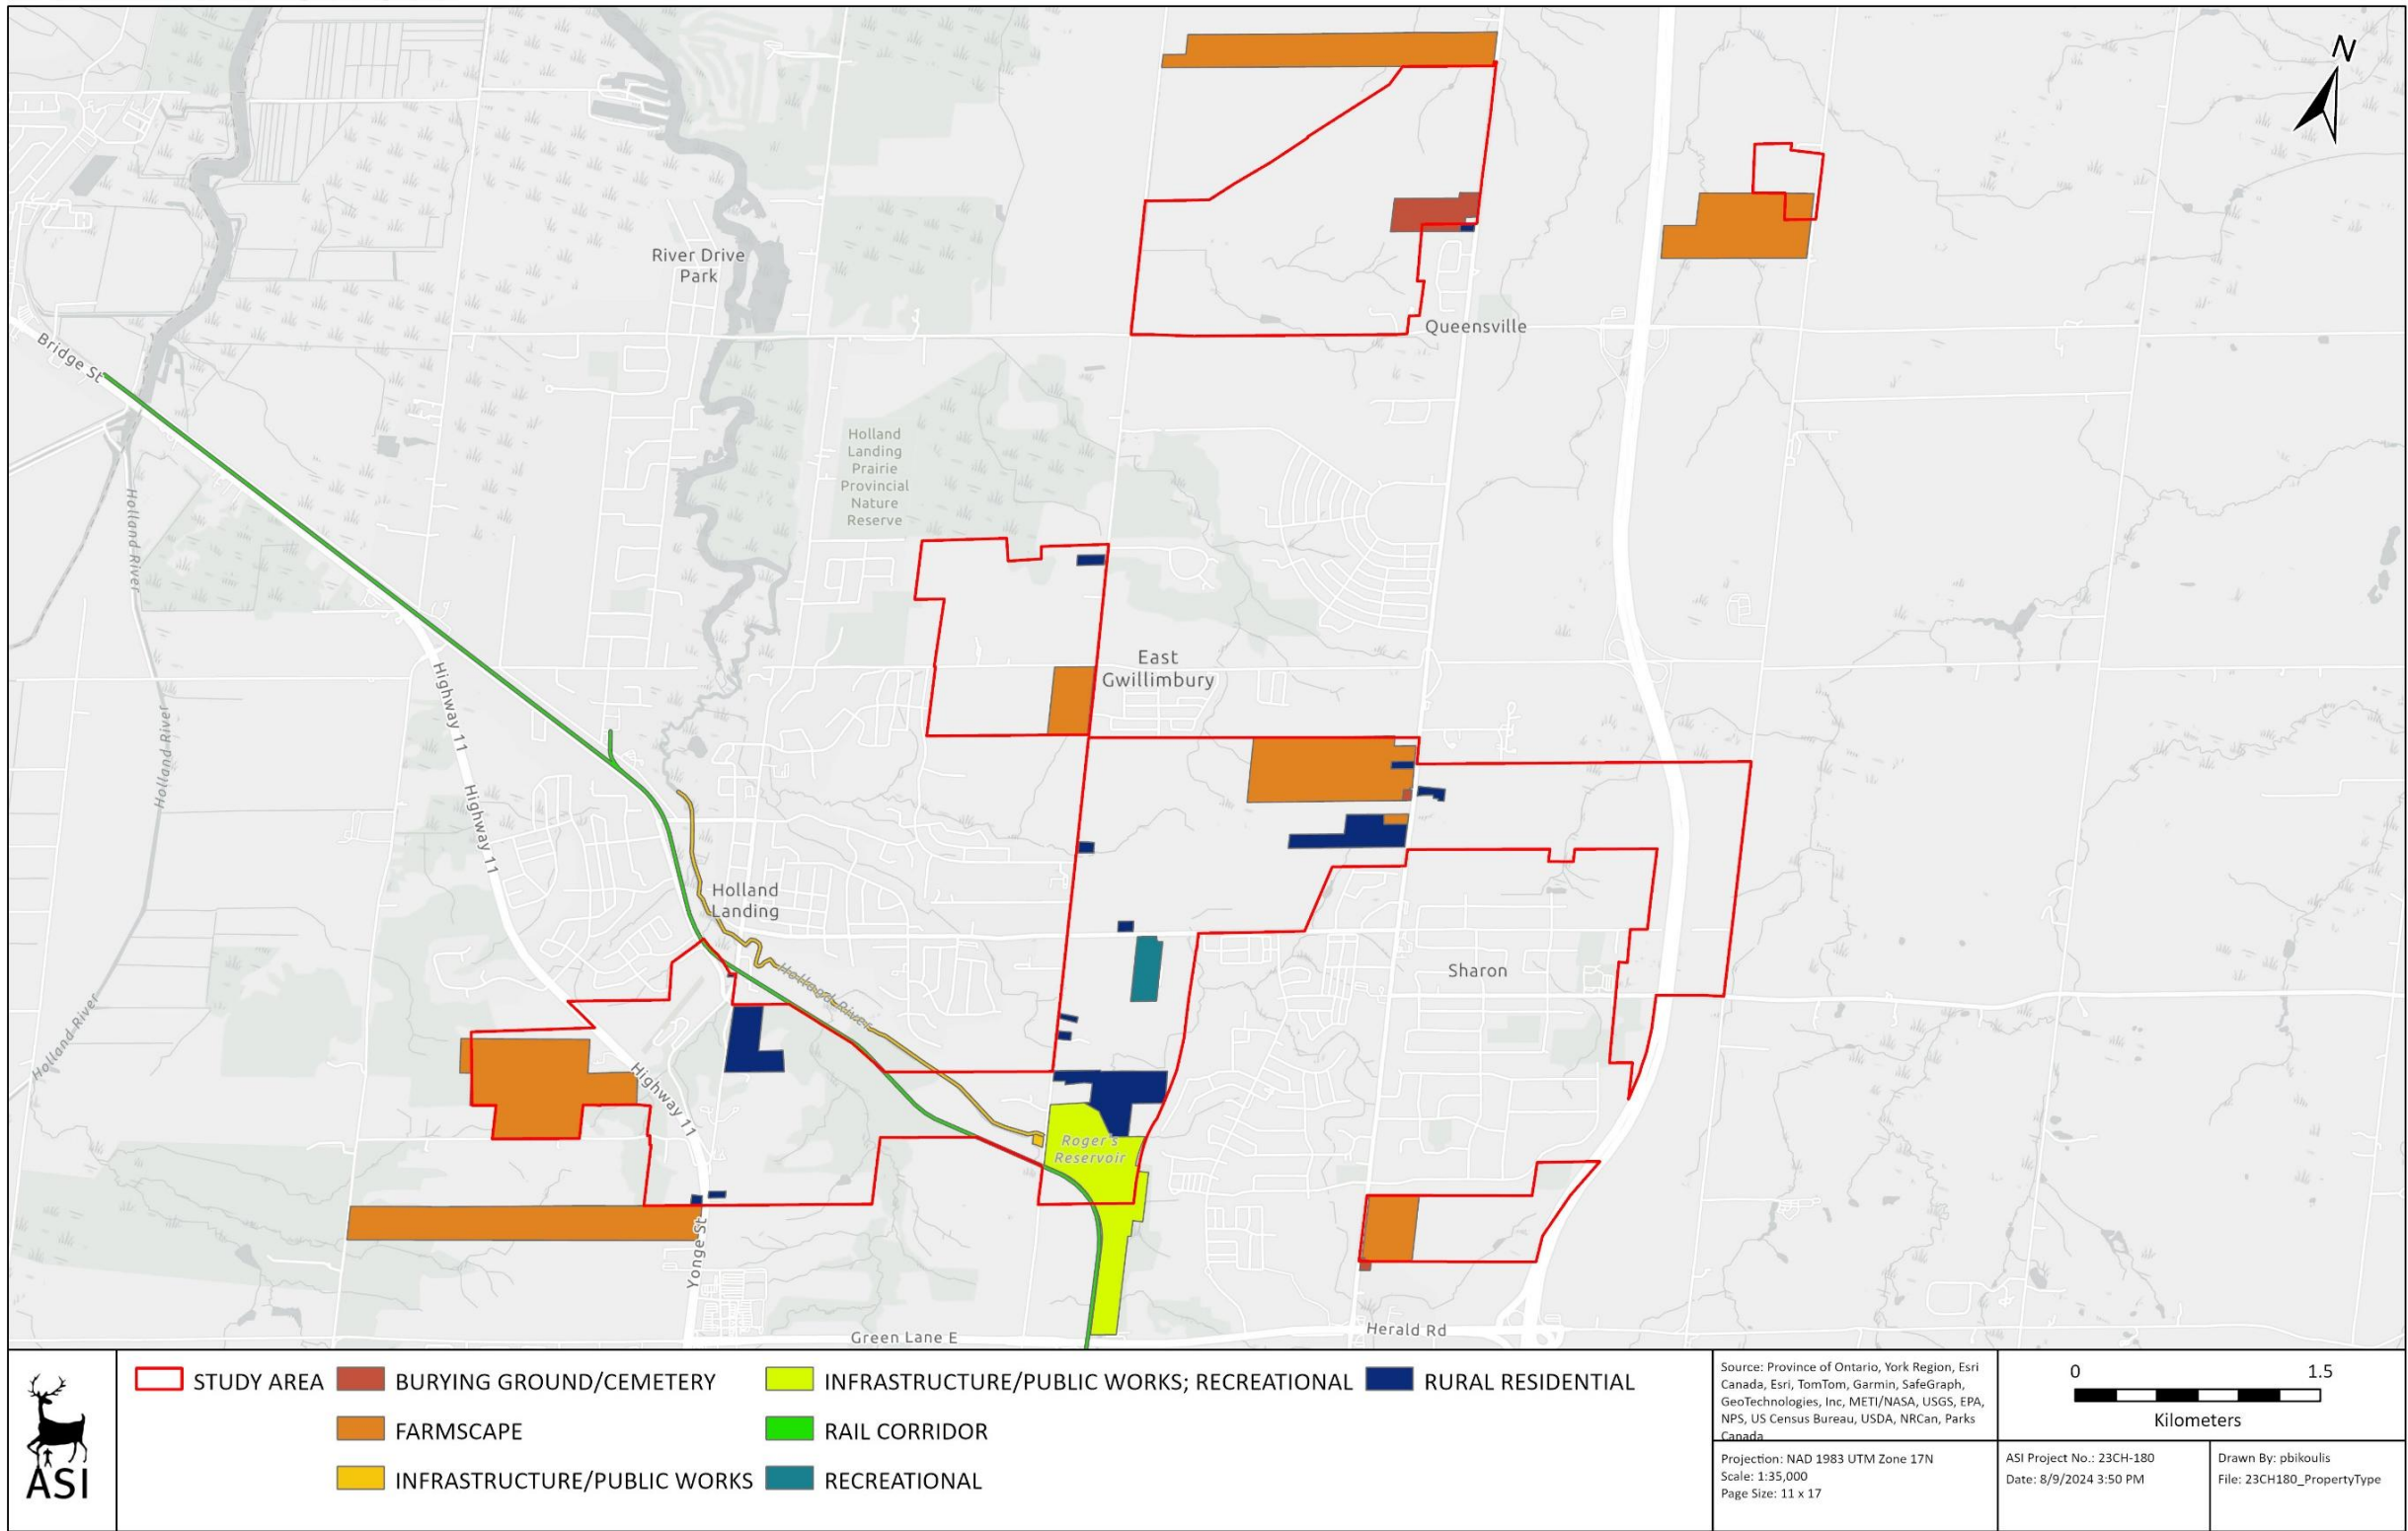 N
River Drive
Park
Bridge St
Queensville
Holland
Landing
Prairie
Provincial
Nature
Reserve
Holland River
East
Gwillimbury
Highway 11
Holland River
Highway 11
Holland
Landing
Holland River
Sharon
Holland River
Highway 11
Roger's
Reservoir
Yonge St
Green Lane E
Herald Rd
ASI
STUDY AREA
BURYING GROUND/CEMETERY
FARMSCAPE
INFRASTRUCTURE/PUBLIC WORKS
INFRASTRUCTURE/PUBLIC WORKS; RECREATIONAL
RAIL CORRIDOR
RECREATIONAL
RURAL RESIDENTIAL
Source: Province of Ontario, York Region, Esri
Canada, Esri, TomTom, Garmin, SafeGraph,
GeoTechnologies, Inc, METI/NASA, USGS, EPA,
NPS, US Census Bureau, USDA, NRCan, Parks
Canada
Projection: NAD 1983 UTM Zone 17N
Scale: 1:35,000
Page Size: 11 x 17
0 1.5
Kilometers
ASI Project No.: 23CH-180
Date: 8/9/2024 3:50 PM
Drawn By: pbikoulis
File: 23CH180_PropertyType